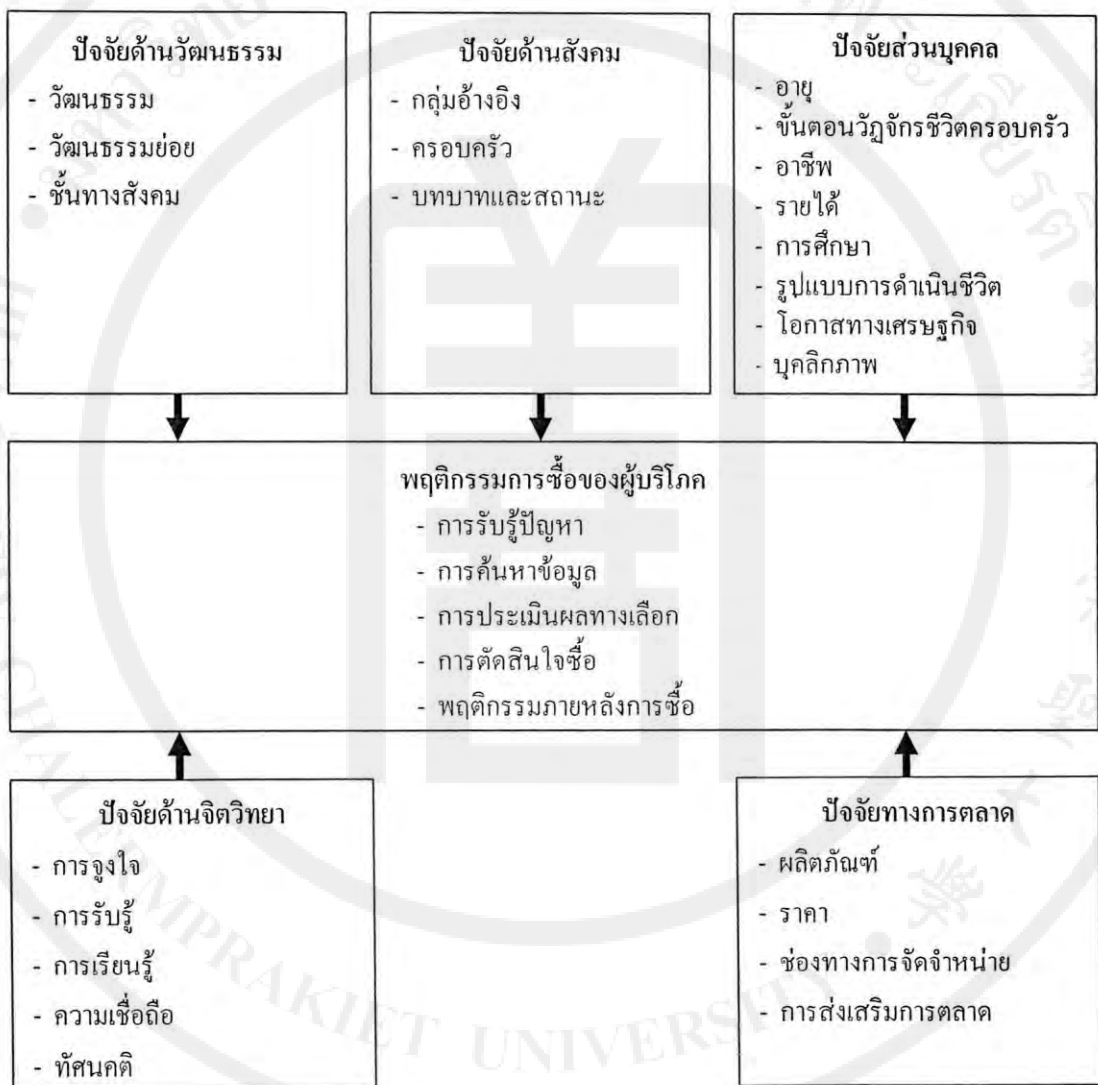 ปัจจัยด้านวัฒนธรรม
- วัฒนธรรม
- วัฒนธรรมย่อย
- ชั้นทางสังคม
ปัจจัยด้านสังคม
- กลุ่มอ้างอิง
- ครอบครัว
- บทบาทและสถานะ
ปัจจัยส่วนบุคคล
- อายุ
- ขั้นตอนวัฏจักรชีวิตครอบครัว
- อาชีพ
- รายได้
- การศึกษา
- รูปแบบการดำเนินชีวิต
- โอกาสทางเศรษฐกิจ
- บุคลิกภาพ
พฤติกรรมการซื้อของผู้บริโภค
- การรับรู้ปัญหา
- การค้นหาข้อมูล
- การประเมินผลทางเลือก
- การตัดสินใจซื้อ
- พฤติกรรมภายหลังการซื้อ
ปัจจัยด้านจิตวิทยา
- การจูงใจ
- การรับรู้
- การเรียนรู้
- ความเชื่อถือ
- ทัศนคติ
ปัจจัยทางการตลาด
- ผลิตภัณฑ์
- ราคา
- ช่องทางการจัดจำหน่าย
- การส่งเสริมการตลาด
CHALERMPRAKIET UNIVERSITY